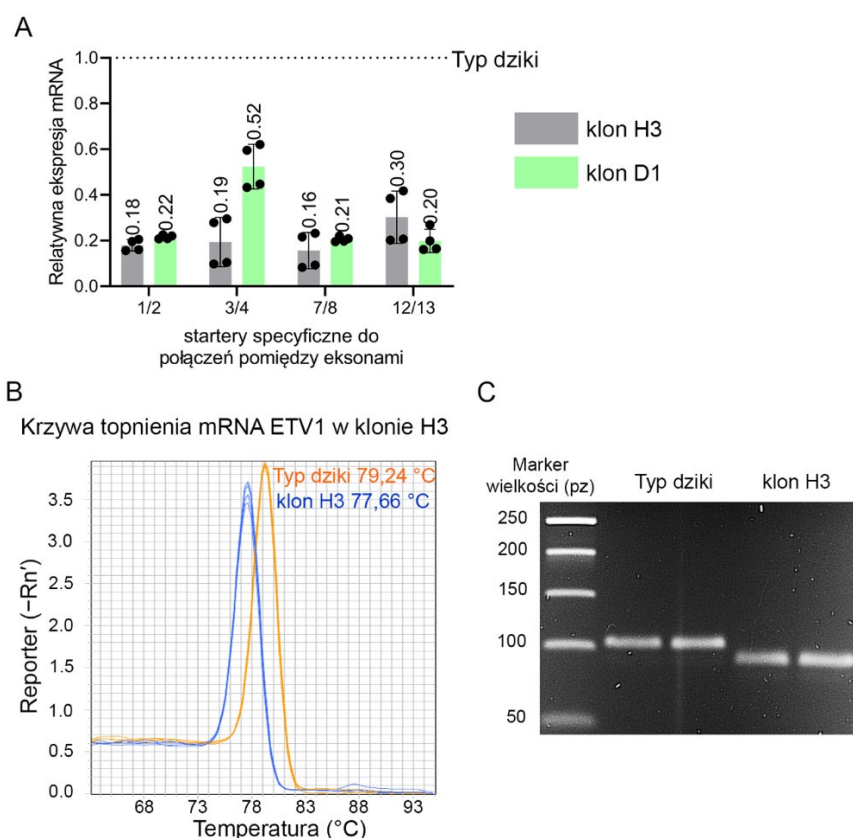 A
Relatywna ekspresja mRNA
1.0
0.8
0.6
0.4
0.2
0.0
Typ dziki
0.18
0.22
0.19
0.52
0.16
0.21
0.30
0.20
1/2
3/4
7/8
12/13
startery specyficzne do
połączeń pomiędzy eksonami
klon H3
klon D1
B
Krzywa topnienia mRNA ETV1 w klonie H3
Typ dziki 79,24 °C
klon H3 77,66 °C
Reporter (−Rn′)
3.5
3.0
2.5
2.0
1.5
1.0
0.5
0.0
68
73
78
83
88
93
Temperatura (°C)
C
Marker
wielkości (pz)
Typ dziki
klon H3
250
200
150
100
50